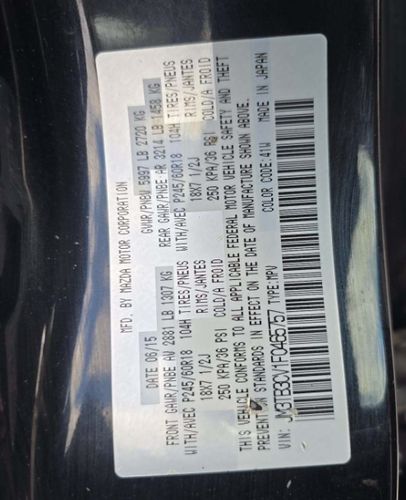 MFD. BY MAZDA MOTOR CORPORATION
DATE 06/15 GVWR/PNBV 5997 LB 2720 KG
FRONT GAWR/PNBE AV 2881 LB 1307 KG REAR GAWR/PNBE AR 3214 LB 1458 KG
WITH/AVEC P245/60R18 104H TIRES/PNEUS WITH/AVEC P245/60R18 104H TIRES/PNEUS
18X7 1/2J RIMS/JANTES 18X7 1/2J RIMS/JANTES
250 KPA/36 PSI COLD/A FROID 250 KPA/36 PSI COLD/A FROID
THIS VEHICLE CONFORMS TO ALL APPLICABLE FEDERAL MOTOR VEHICLE SAFETY AND THEFT
PREVENTION STANDARDS IN EFFECT ON THE DATE OF MANUFACTURE SHOWN ABOVE.
VIN: JM3TB3CV1F0465757 TYPE:MPV COLOR CODE:41W MADE IN JAPAN